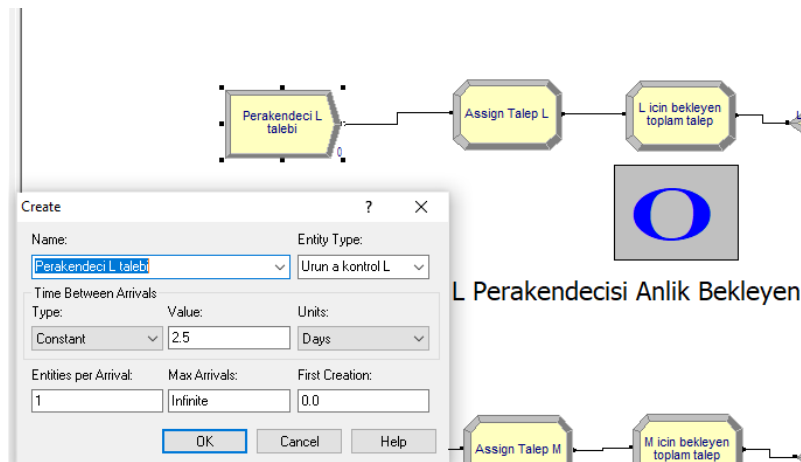 Perakendeci L
talebi
0
Assign Talep L
L icin bekleyen
toplam talep
0
L Perakendecisi Anlik Bekleyen
Create
?
Name:
Entity Type:
Perakendeci L talebi
Urun a kontrol L
Time Between Arrivals
Type:
Value:
Units:
Constant
2.5
Days
Entities per Arrival:
Max Arrivals:
First Creation:
1
Infinite
0.0
OK
Cancel
Help
Assign Talep M
M icin bekleyen
toplam talep